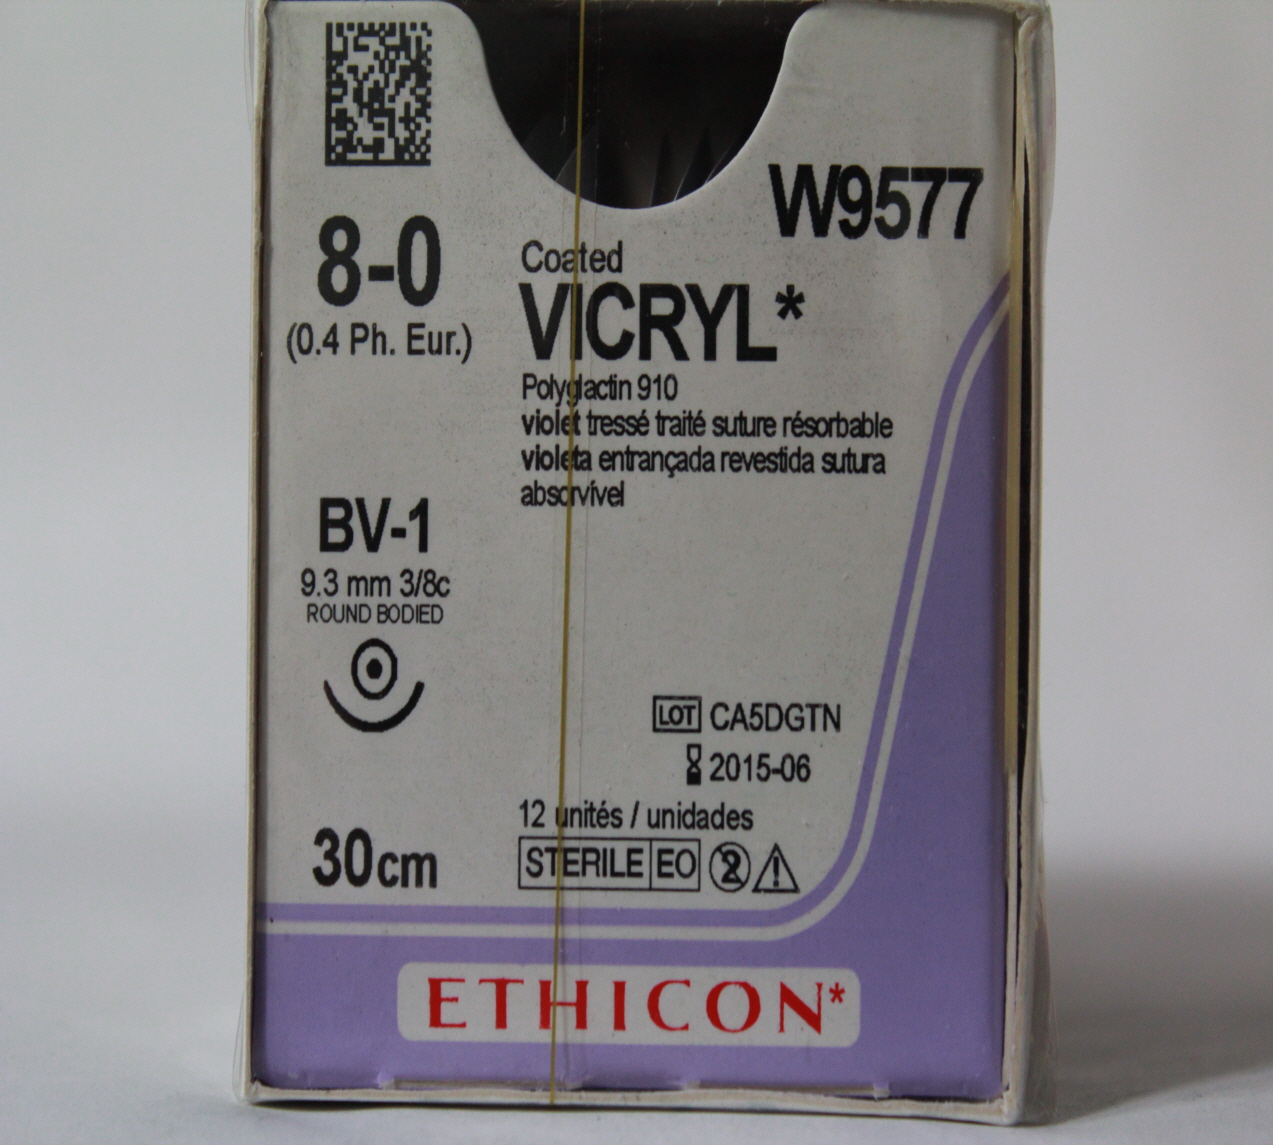 W9577
8-0
(0.4 Ph. Eur.)
Coated
VICRYL*
Polyglactin 910
violet tressé traité suture résorbable
violeta entrançada revestida sutura
absorvível
BV-1
9.3 mm 3/8c
ROUND BODIED
LOT CA5DGTN
2015-06
12 unités / unidades
30cm
STERILE EO 2 !
ETHICON*